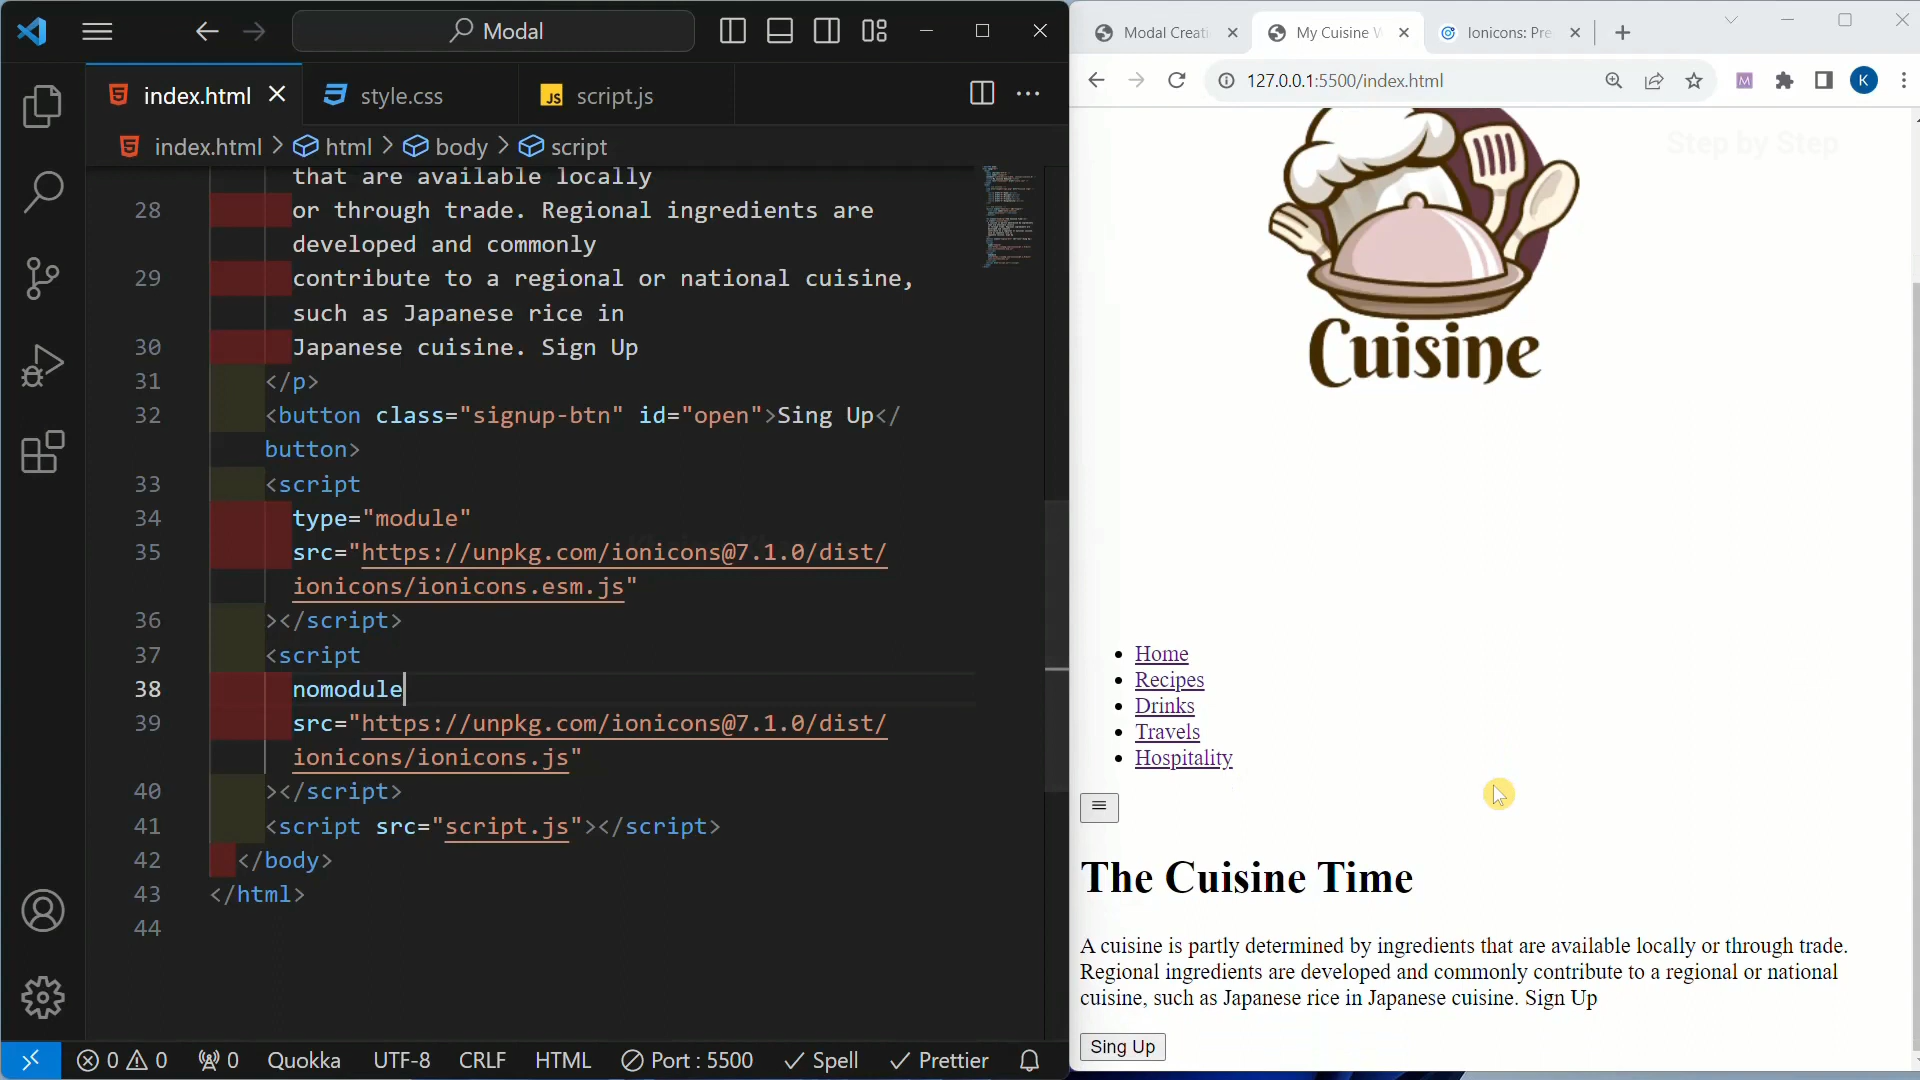 Modal
index.html
style.css
script.js
index.html > html > body > script
that are available locally
28 or through trade. Regional ingredients are
developed and commonly
29 contribute to a regional or national cuisine,
such as Japanese rice in
30 Japanese cuisine. Sign Up
31 </p>
32 <button class="signup-btn" id="open">Sing Up</
button>
33 <script
34 type="module"
35 src="https://unpkg.com/ionicons@7.1.0/dist/
ionicons/ionicons.esm.js"
36 ></script>
37 <script
38 nomodule
39 src="https://unpkg.com/ionicons@7.1.0/dist/
ionicons/ionicons.js"
40 ></script>
41 <script src="script.js"></script>
42 </body>
43 </html>
44
0 0 0 Quokka UTF-8 CRLF HTML Port : 5500 Spell Prettier
Modal Creati
My Cuisine W
Ionicons: Pre
127.0.0.1:5500/index.html
M
K
Step by Step
Cuisine
Home
Recipes
Drinks
Travels
Hospitality
The Cuisine Time
A cuisine is partly determined by ingredients that are available locally or through trade.
Regional ingredients are developed and commonly contribute to a regional or national
cuisine, such as Japanese rice in Japanese cuisine. Sign Up
Sing Up